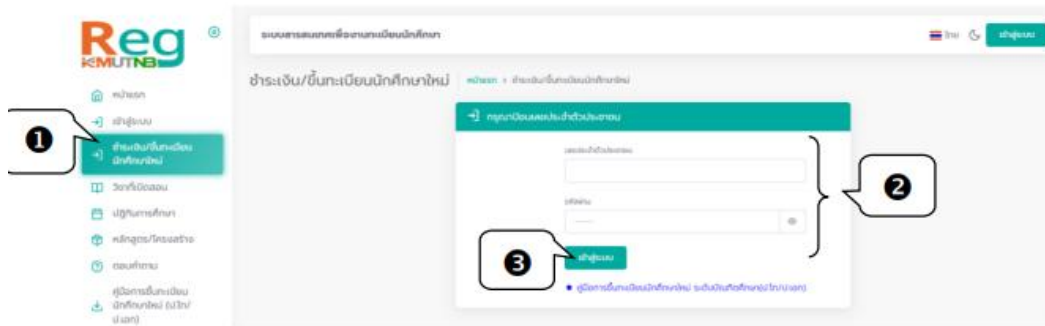 Reg
KMUTNB
ระบบสารสนเทศเพื่องานทะเบียนนักศึกษา
ไทย
เข้าสู่ระบบ
ชำระเงิน/ขึ้นทะเบียนนักศึกษาใหม่
หน้าแรก › ชำระเงิน/ขึ้นทะเบียนนักศึกษาใหม่
หน้าแรก
เข้าสู่ระบบ
❶
ชำระเงิน/ขึ้นทะเบียน
นักศึกษาใหม่
วิชาที่เปิดสอน
ปฏิทินการศึกษา
หลักสูตร/โครงสร้าง
ตอบคำถาม
คู่มือการขึ้นทะเบียน
นักศึกษาใหม่ (ป.โท/
ป.เอก)
กรุณาป้อนเลขประจำตัวประชาชน
เลขประจำตัวประชาชน
รหัสผ่าน
❷
❸
เข้าสู่ระบบ
คู่มือการขึ้นทะเบียนนักศึกษาใหม่ ระดับบัณฑิตศึกษา(ป.โท/ป.เอก)